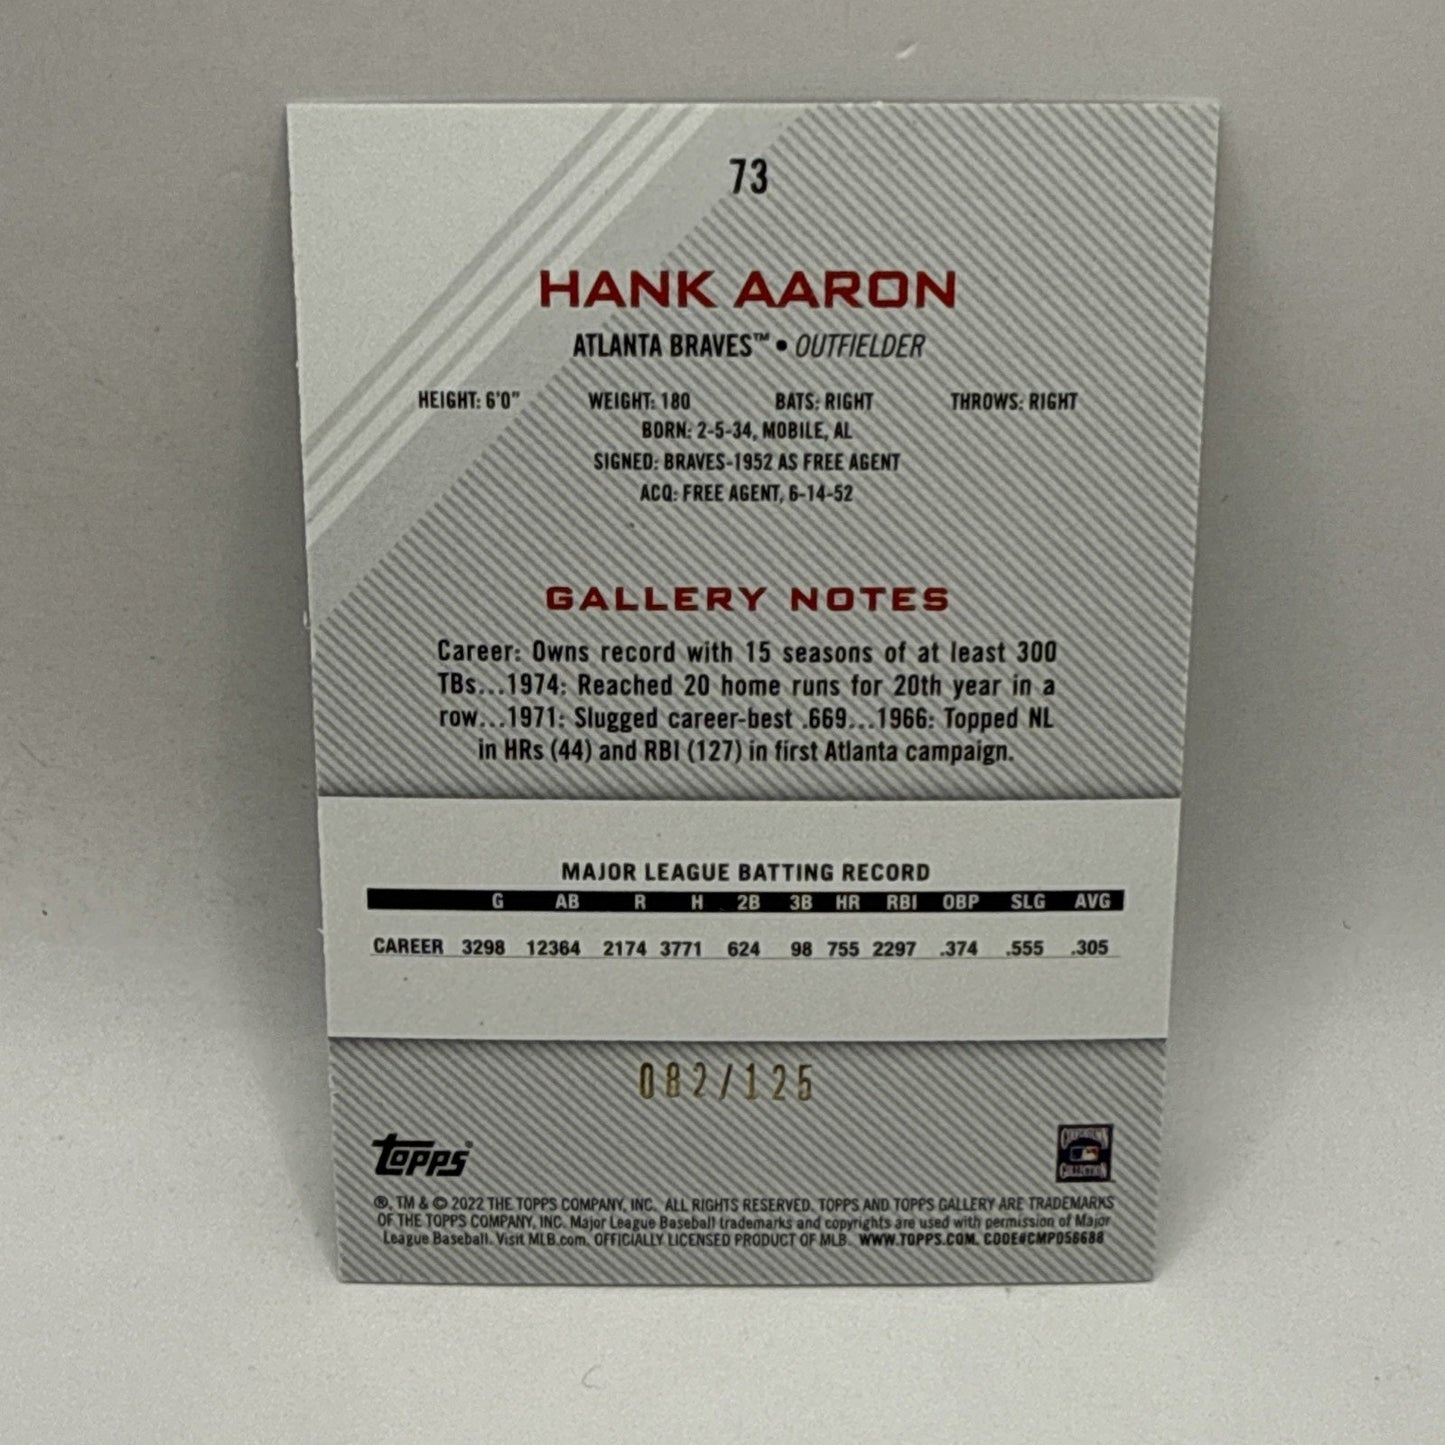 73
HANK AARON
ATLANTA BRAVES™ • OUTFIELDER
HEIGHT: 6'0" WEIGHT: 180 BATS: RIGHT THROWS: RIGHT
BORN: 2-5-34, MOBILE, AL
SIGNED: BRAVES-1952 AS FREE AGENT
ACQ: FREE AGENT, 6-14-52
GALLERY NOTES
Career: Owns record with 15 seasons of at least 300
TBs...1974: Reached 20 home runs for 20th year in a
row...1971: Slugged career-best .669...1966: Topped NL
in HRs (44) and RBI (127) in first Atlanta campaign.
MAJOR LEAGUE BATTING RECORD
G AB R H 2B 3B HR RBI OBP SLG AVG
CAREER 3298 12364 2174 3771 624 98 755 2297 .374 .555 .305
082/125
topps®
®, TM & © 2022 THE TOPPS COMPANY, INC. ALL RIGHTS RESERVED. TOPPS AND TOPPS GALLERY ARE TRADEMARKS
OF THE TOPPS COMPANY, INC. Major League Baseball trademarks and copyrights are used with permission of Major
League Baseball. Visit MLB.com. OFFICIALLY LICENSED PRODUCT OF MLB. WWW.TOPPS.COM. CODE#CMP056688